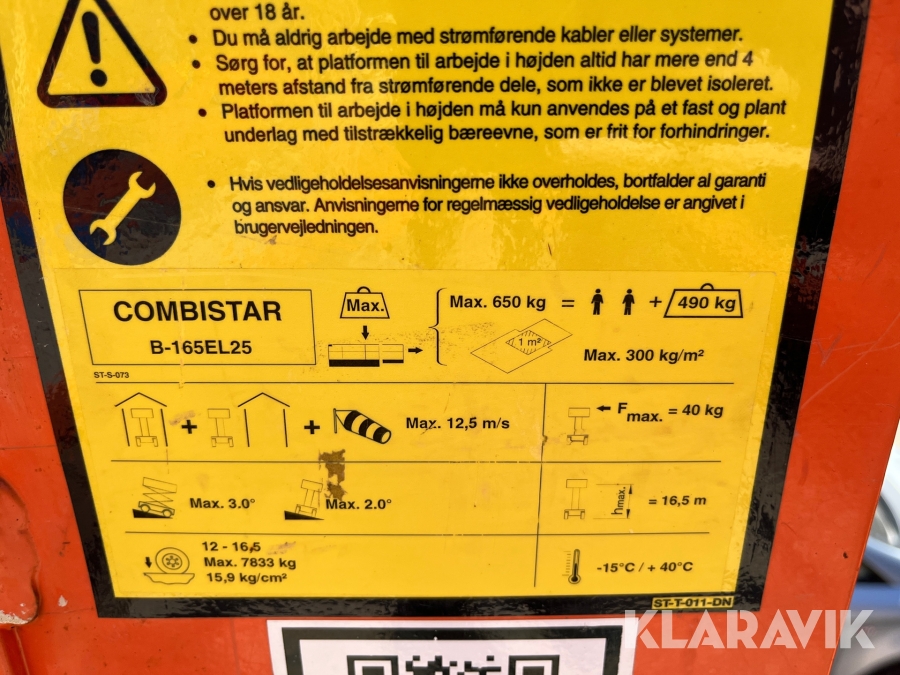 over 18 år.
• Du må aldrig arbejde med strømførende kabler eller systemer.
• Sørg for, at platformen til arbejde i højden altid har mere end 4
meters afstand fra strømførende dele, som ikke er blevet isoleret.
• Platformen til arbejde i højden må kun anvendes på et fast og plant
underlag med tilstrækkelig bæreevne, som er frit for forhindringer.
• Hvis vedligeholdelsesanvisningerne ikke overholdes, bortfalder al garanti
og ansvar. Anvisningerne for regelmæssig vedligeholdelse er angivet i
brugervejledningen.
COMBISTAR
B-165EL25
ST-S-073
Max.
Max. 650 kg = + 490 kg
1 m²
Max. 300 kg/m²
+ + Max. 12,5 m/s
Fmax. = 40 kg
Max. 3.0°
Max. 2.0°
hmax. = 16,5 m
12 - 16,5
Max. 7833 kg
15,9 kg/cm²
-15°C / + 40°C
ST-T-011-DN
KLARAVIK